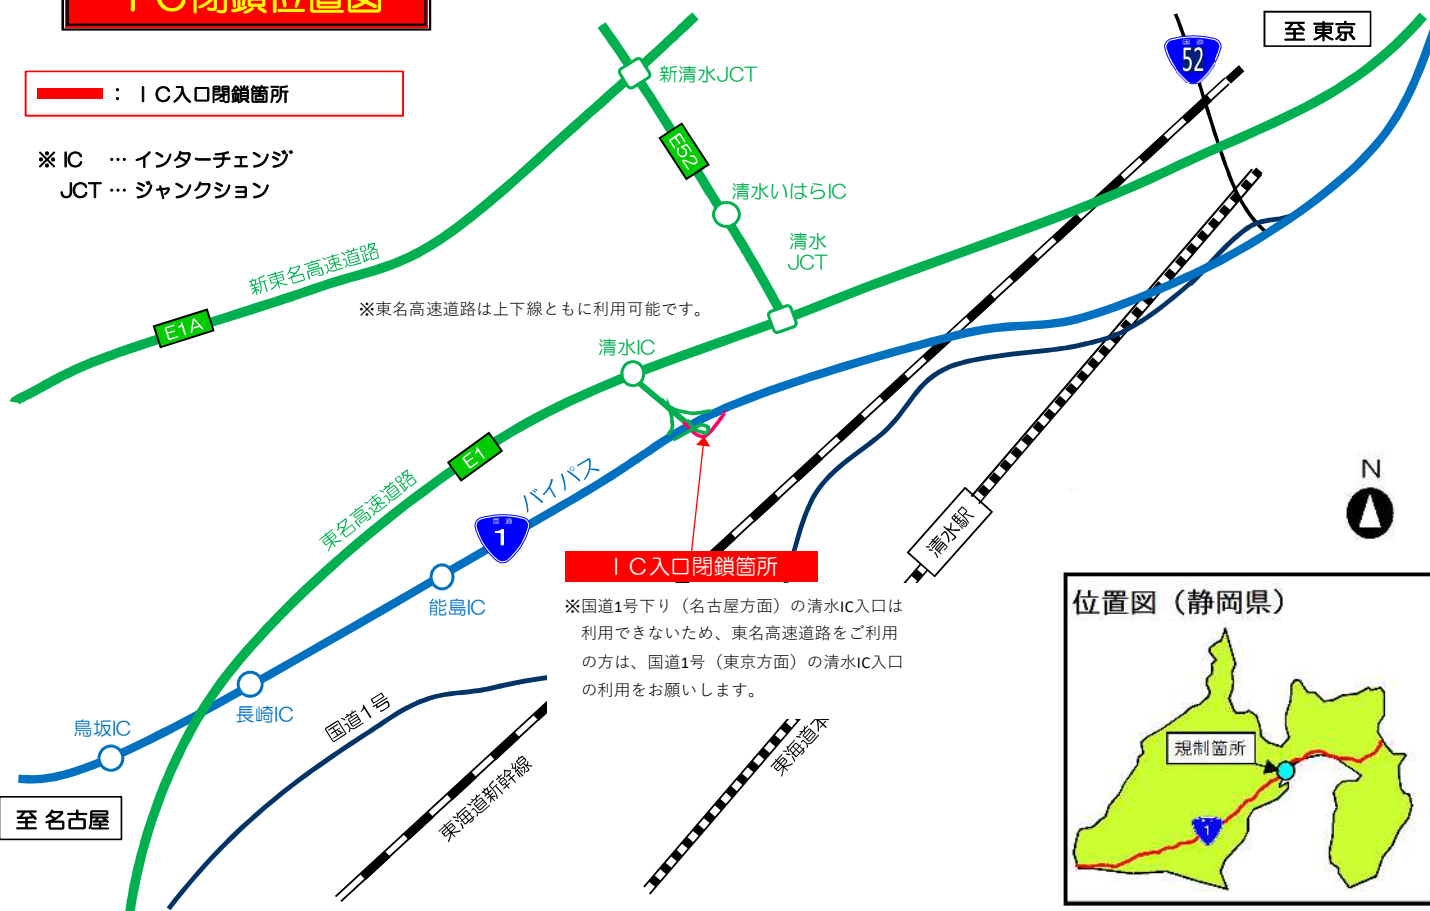 ＩＣ閉鎖位置図
： ＩＣ入口閉鎖箇所
※ IC … インターチェンジ
JCT … ジャンクション
至 東京
52
新清水JCT
E52
清水いはらIC
清水
JCT
新東名高速道路
E1A
※東名高速道路は上下線ともに利用可能です。
清水IC
E1
東名高速道路
バイパス
1
能島IC
長崎IC
鳥坂IC
至 名古屋
国道1号
東海道新幹線
東海道本
清水駅
ＩＣ入口閉鎖箇所
※国道1号下り（名古屋方面）の清水IC入口は
利用できないため、東名高速道路をご利用
の方は、国道1号（東京方面）の清水IC入口
の利用をお願いします。
N
位置図（静岡県）
規制箇所
1